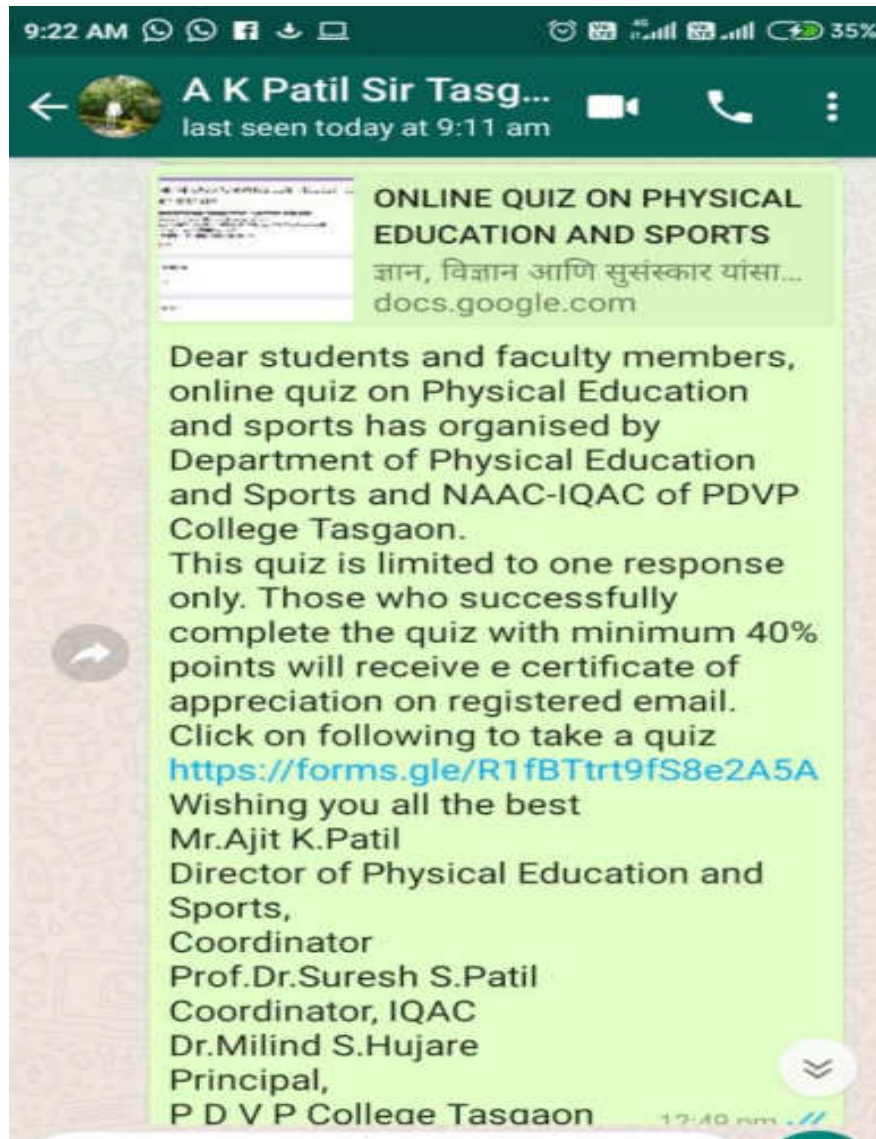 9:22 AM
35%
A K Patil Sir Tasg...
last seen today at 9:11 am
ONLINE QUIZ ON PHYSICAL
EDUCATION AND SPORTS
ज्ञान, विज्ञान आणि सुसंस्कार यांसा...
docs.google.com
Dear students and faculty members,
online quiz on Physical Education
and sports has organised by
Department of Physical Education
and Sports and NAAC-IQAC of PDVP
College Tasgaon.
This quiz is limited to one response
only. Those who successfully
complete the quiz with minimum 40%
points will receive e certificate of
appreciation on registered email.
Click on following to take a quiz
https://forms.gle/R1fBTtrt9fS8e2A5A
Wishing you all the best
Mr.Ajit K.Patil
Director of Physical Education and
Sports,
Coordinator
Prof.Dr.Suresh S.Patil
Coordinator, IQAC
Dr.Milind S.Hujare
Principal,
P D V P College Tasgaon
12:49 pm